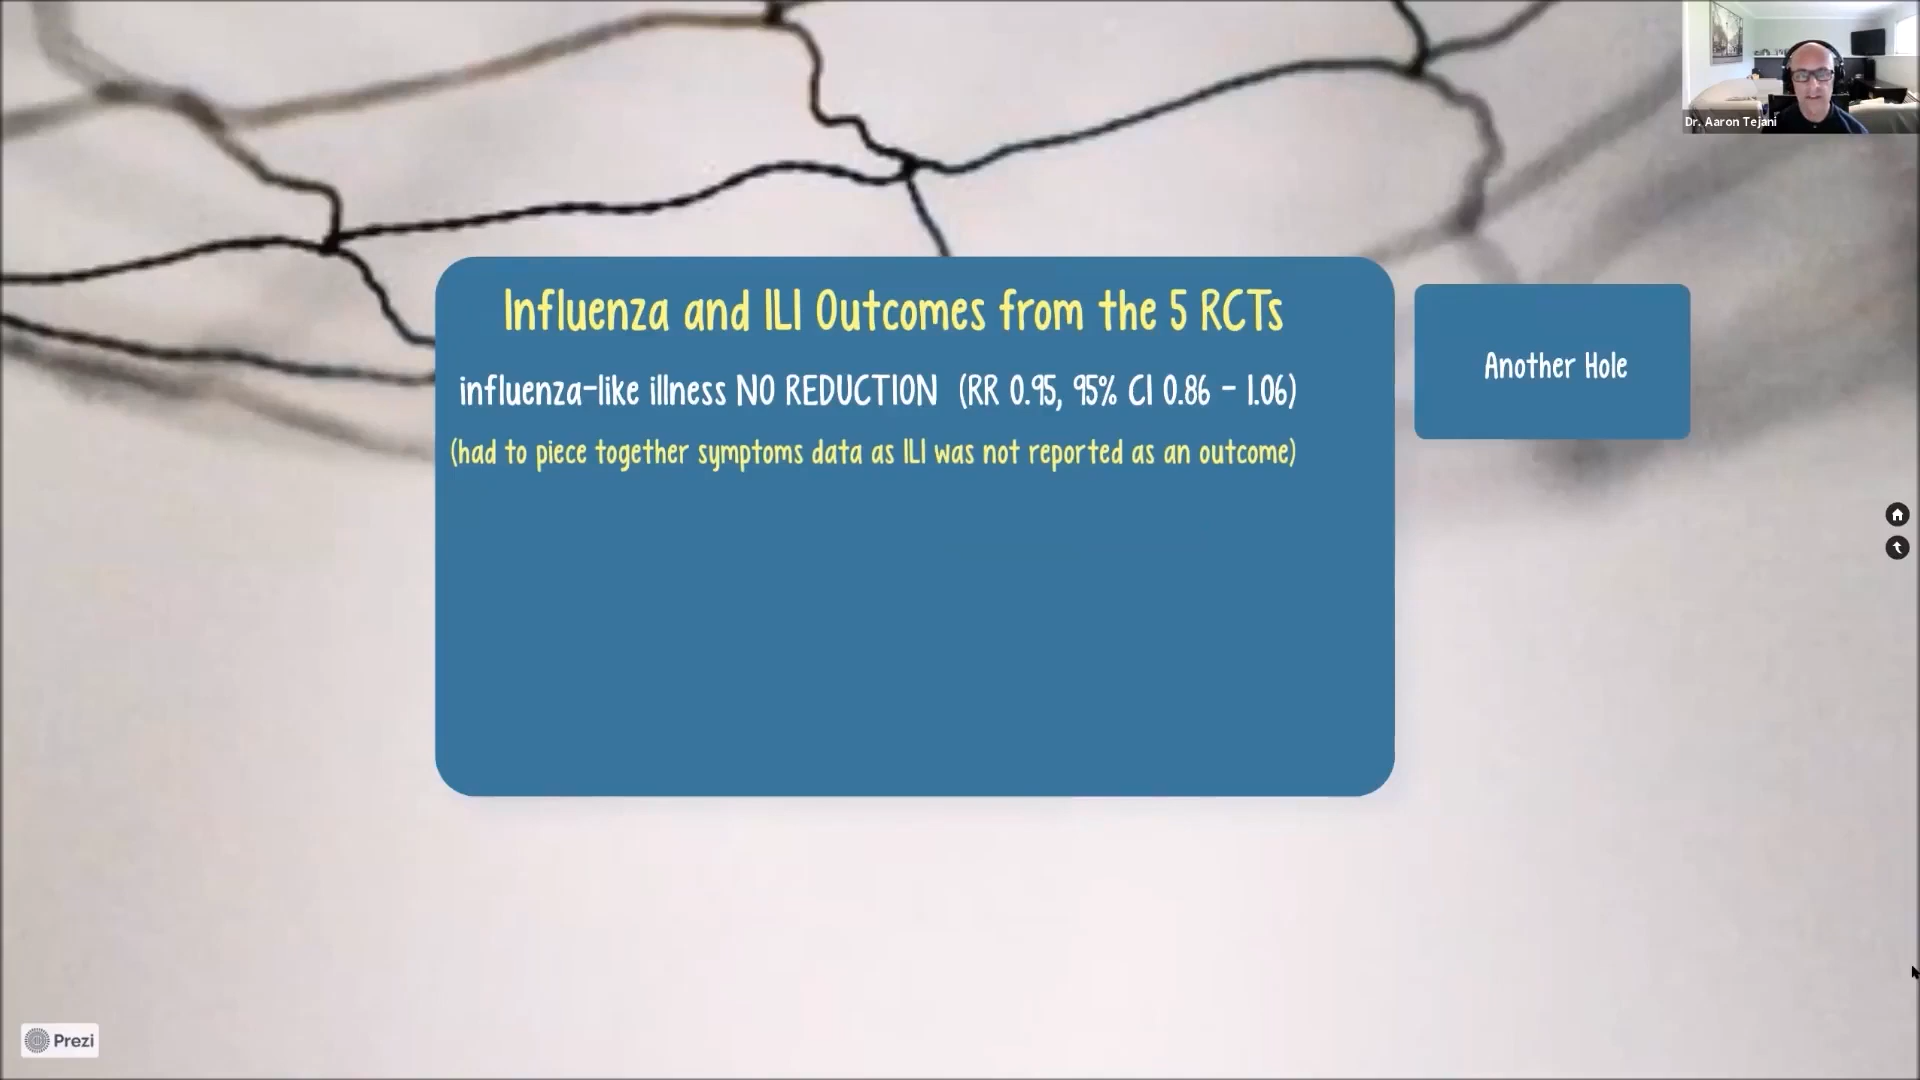 Dr. Aaron Tejani
Influenza and ILI Outcomes from the 5 RCTs
influenza-like illness NO REDUCTION (RR 0.95, 95% CI 0.86 - 1.06)
(had to piece together symptoms data as ILI was not reported as an outcome)
Another Hole
Prezi